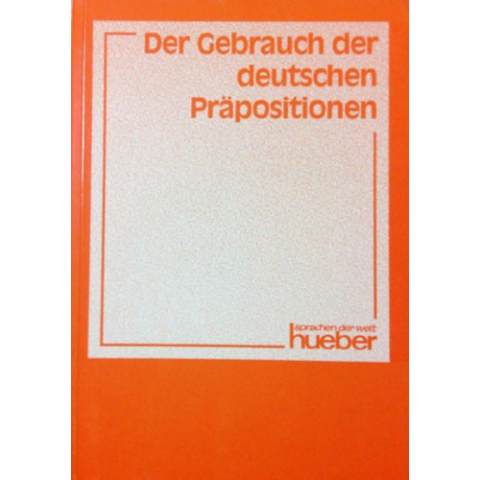 Der Gebrauch der
deutschen
Präpositionen
sprachen der welt
hueber